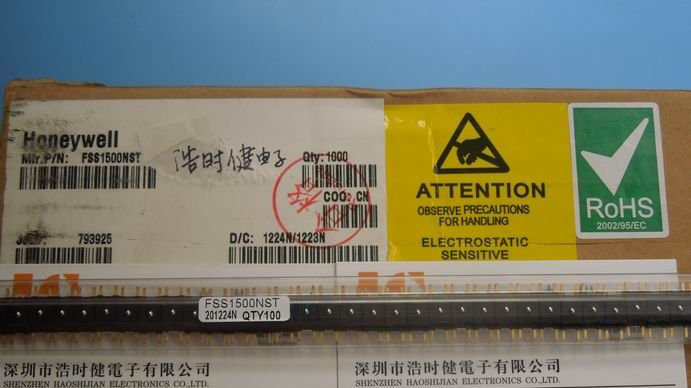 Honeywell
Mfr.P/N: FSS1500NST
浩时健电子
Qty: 1000
COO: CN
793925
D/C: 1224N/1223N
ATTENTION
OBSERVE PRECAUTIONS
FOR HANDLING
ELECTROSTATIC
SENSITIVE
RoHS
2002/95/EC
FSS1500NST
201224N QTY100
深圳市浩时健電子有限公司
SHENZHEN HAOSHIJIAN ELECTRONICS CO.,LTD.
深圳市浩时健電子有限公司
SHENZHEN HAOSHIJIAN ELECTRONICS CO.,LTD.